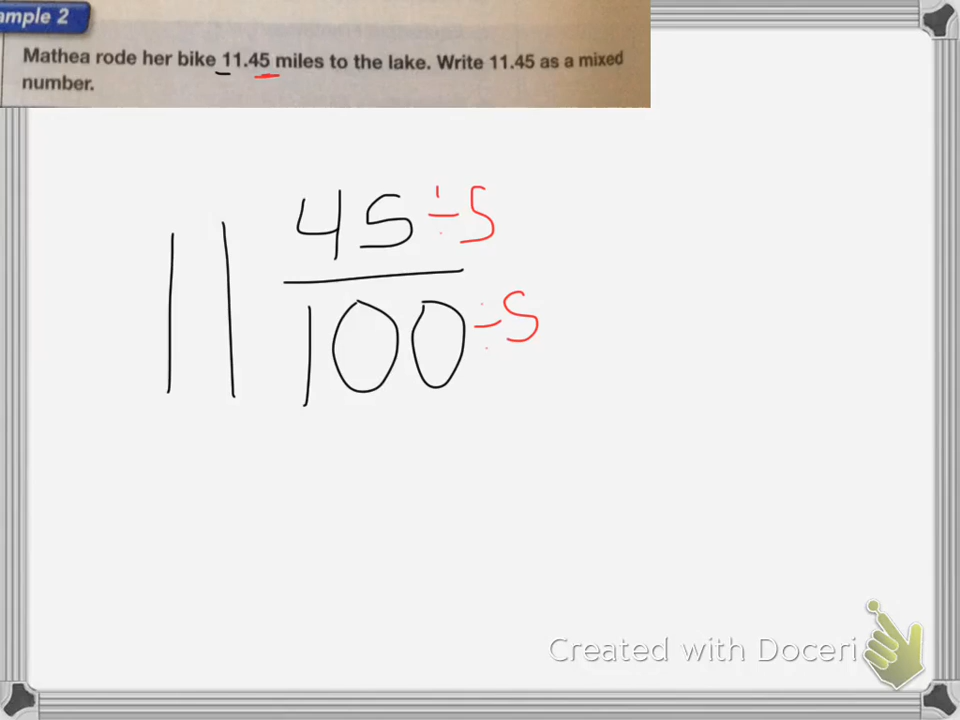 ample 2
Mathea rode her bike 11.45 miles to the lake. Write 11.45 as a mixed
number.
11 45 ÷5
100 ÷5
Created with Doceri